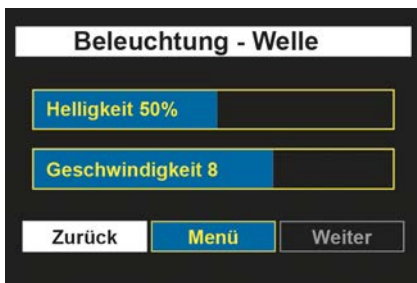 Beleuchtung - Welle
Helligkeit 50%
Geschwindigkeit 8
Zurück Menü Weiter